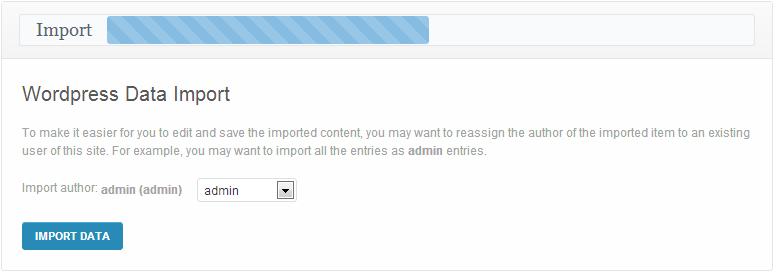 Import
Wordpress Data Import
To make it easier for you to edit and save the imported content, you may want to reassign the author of the imported item to an existing
user of this site. For example, you may want to import all the entries as admin entries.
Import author: admin (admin) admin
IMPORT DATA